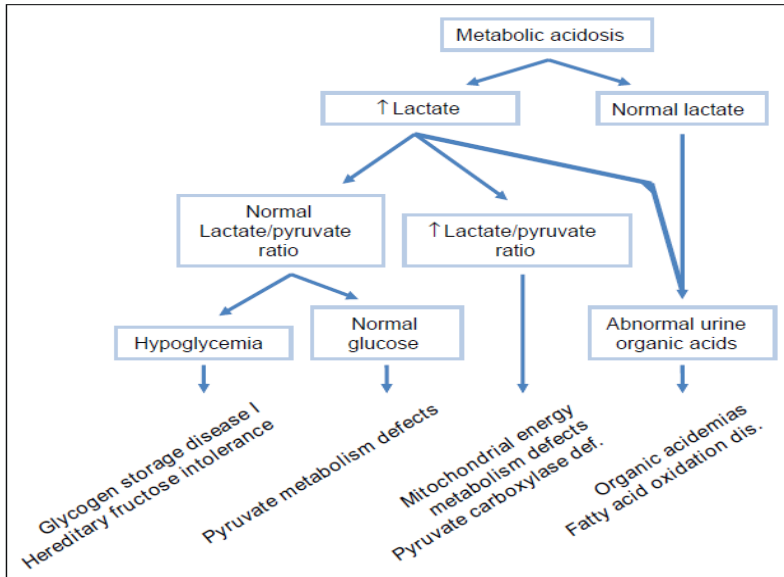 Metabolic acidosis
↑ Lactate
Normal lactate
Normal
Lactate/pyruvate
ratio
↑ Lactate/pyruvate
ratio
Hypoglycemia
Normal
glucose
Abnormal urine
organic acids
Glycogen storage disease I
Hereditary fructose intolerance
Pyruvate metabolism defects
Mitochondrial energy
metabolism defects
Pyruvate carboxylase def.
Organic acidemias
Fatty acid oxidation dis.